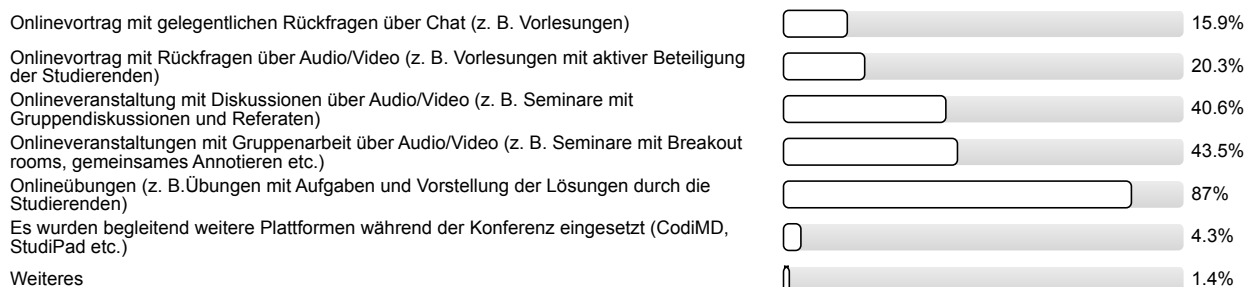 Onlinevortrag mit gelegentlichen Rückfragen über Chat (z. B. Vorlesungen)
15.9%
Onlinevortrag mit Rückfragen über Audio/Video (z. B. Vorlesungen mit aktiver Beteiligung
der Studierenden)
20.3%
Onlineveranstaltung mit Diskussionen über Audio/Video (z. B. Seminare mit
Gruppendiskussionen und Referaten)
40.6%
Onlineveranstaltungen mit Gruppenarbeit über Audio/Video (z. B. Seminare mit Breakout
rooms, gemeinsames Annotieren etc.)
43.5%
Onlineübungen (z. B.Übungen mit Aufgaben und Vorstellung der Lösungen durch die
Studierenden)
87%
Es wurden begleitend weitere Plattformen während der Konferenz eingesetzt (CodiMD,
StudiPad etc.)
4.3%
Weiteres
1.4%